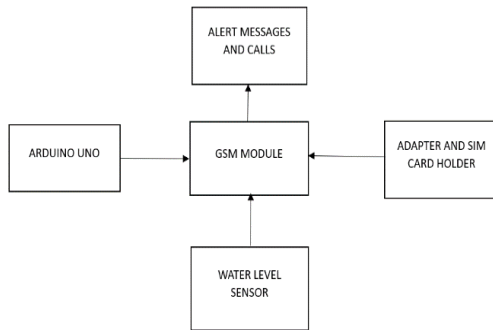 ALERT MESSAGES
AND CALLS
ARDUINO UNO
GSM MODULE
ADAPTER AND SIM
CARD HOLDER
WATER LEVEL
SENSOR